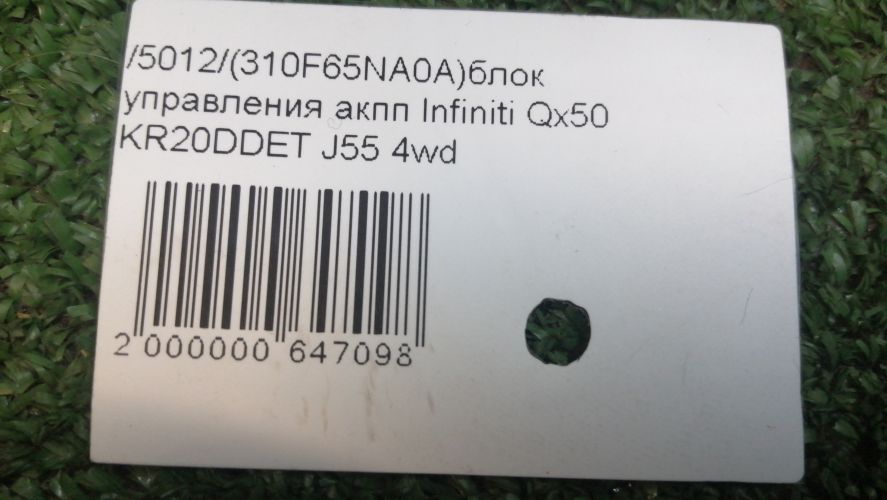 /5012/(310F65NA0A)блок
управления акпп Infiniti Qx50
KR20DDET J55 4wd
2 000000 647098